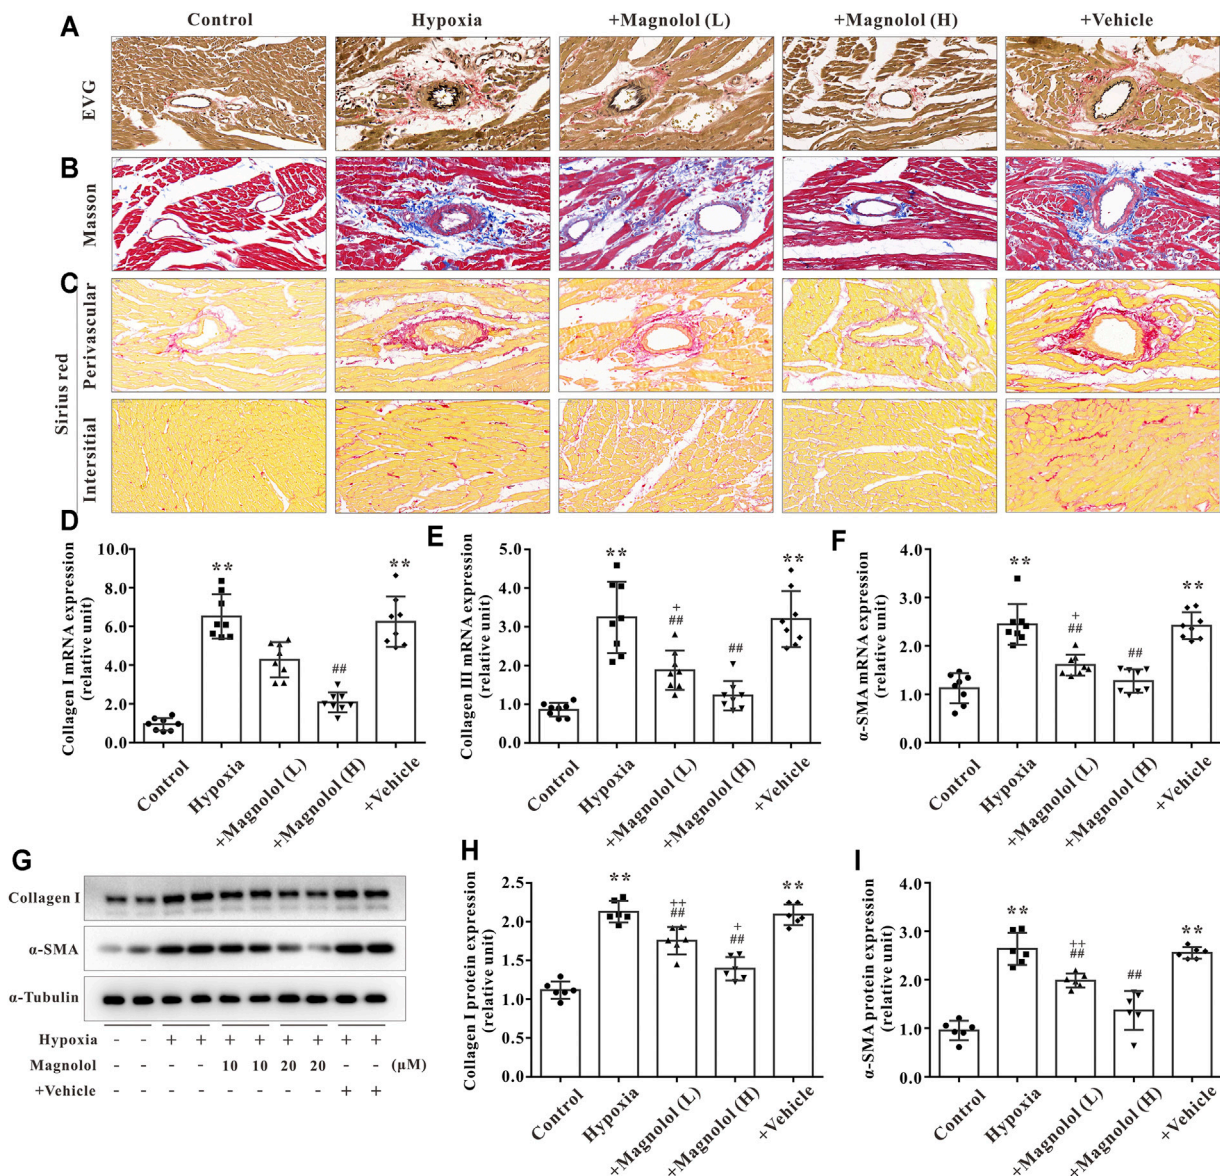 Control
Hypoxia
+Magnolol (L)
+Magnolol (H)
+Vehicle
A
EVG
B
Masson
C
Sirius red
Perivascular
Intersitial
D
Collagen I mRNA expression
(relative unit)
10.0
8.0
6.0
4.0
2.0
0.0
**
##
**
Control
Hypoxia
+Magnolol (L)
+Magnolol (H)
+Vehicle
E
Collagen III mRNA expression
(relative unit)
5.0
4.0
3.0
2.0
1.0
0.0
**
+
##
##
**
Control
Hypoxia
+Magnolol (L)
+Magnolol (H)
+Vehicle
F
α-SMA mRNA expression
(relative unit)
4.0
3.0
2.0
1.0
0.0
**
+
##
##
**
Control
Hypoxia
+Magnolol (L)
+Magnolol (H)
+Vehicle
G
Collagen I
α-SMA
α-Tubulin
Hypoxia - - + + + + + + + +
Magnolol - - - - 10 10 20 20 - - (μM)
+Vehicle - - - - - - - - + +
H
Collagen I protein expression
(relative unit)
2.5
2.0
1.5
1.0
0.5
0.0
**
++
##
+
##
**
Control
Hypoxia
+Magnolol (L)
+Magnolol (H)
+Vehicle
I
α-SMA protein expression
(relative unit)
4.0
3.0
2.0
1.0
0.0
**
++
##
##
**
Control
Hypoxia
+Magnolol (L)
+Magnolol (H)
+Vehicle